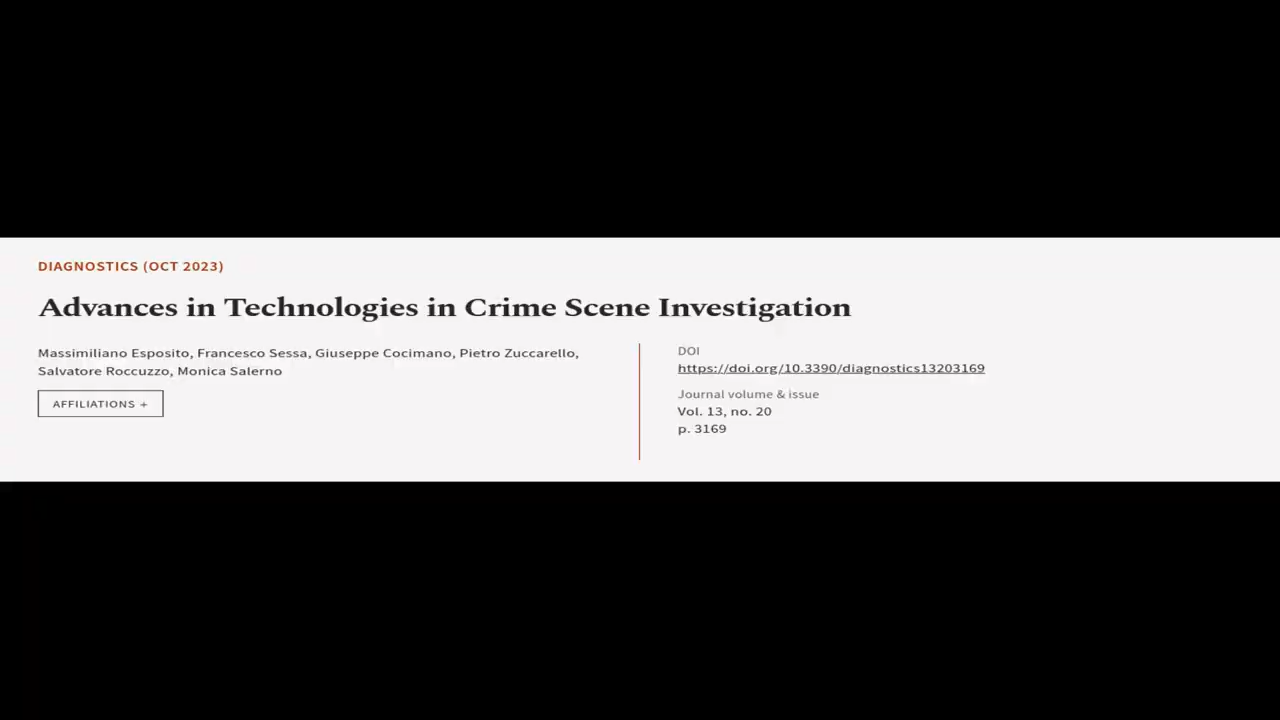 DIAGNOSTICS (OCT 2023)
Advances in Technologies in Crime Scene Investigation
Massimiliano Esposito, Francesco Sessa, Giuseppe Cocimano, Pietro Zuccarello,
Salvatore Roccuzzo, Monica Salerno
AFFILIATIONS +
DOI
https://doi.org/10.3390/diagnostics13203169
Journal volume & issue
Vol. 13, no. 20
p. 3169